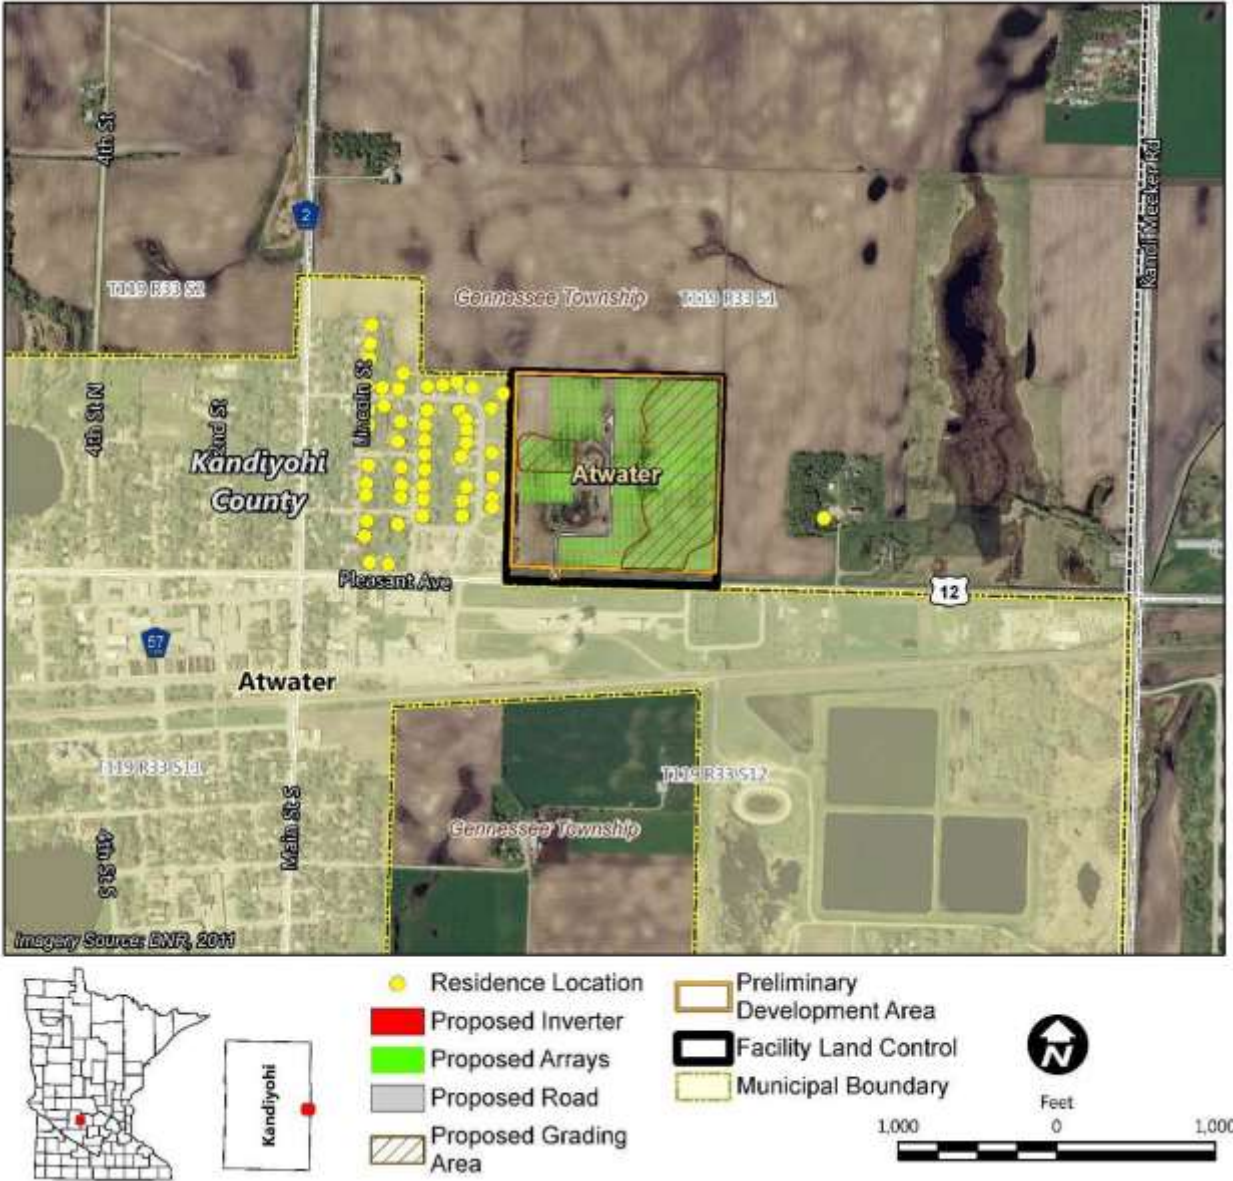 4th St
Kandi/Meeker Rd
2
T119 R33 S2
Gennessee Township
T119 R33 S1
4th St N
2nd St
Lincoln St
Kandiyohi
County
Atwater
Pleasant Ave
12
57
Atwater
T119 R33 S11
T119 R33 S12
Main St S
Gennessee Township
4th St S
Imagery Source: DNR, 2011
Kandiyohi
Residence Location
Proposed Inverter
Proposed Arrays
Proposed Road
Proposed Grading
Area
Preliminary
Development Area
Facility Land Control
Municipal Boundary
N
Feet
1,000 0 1,000